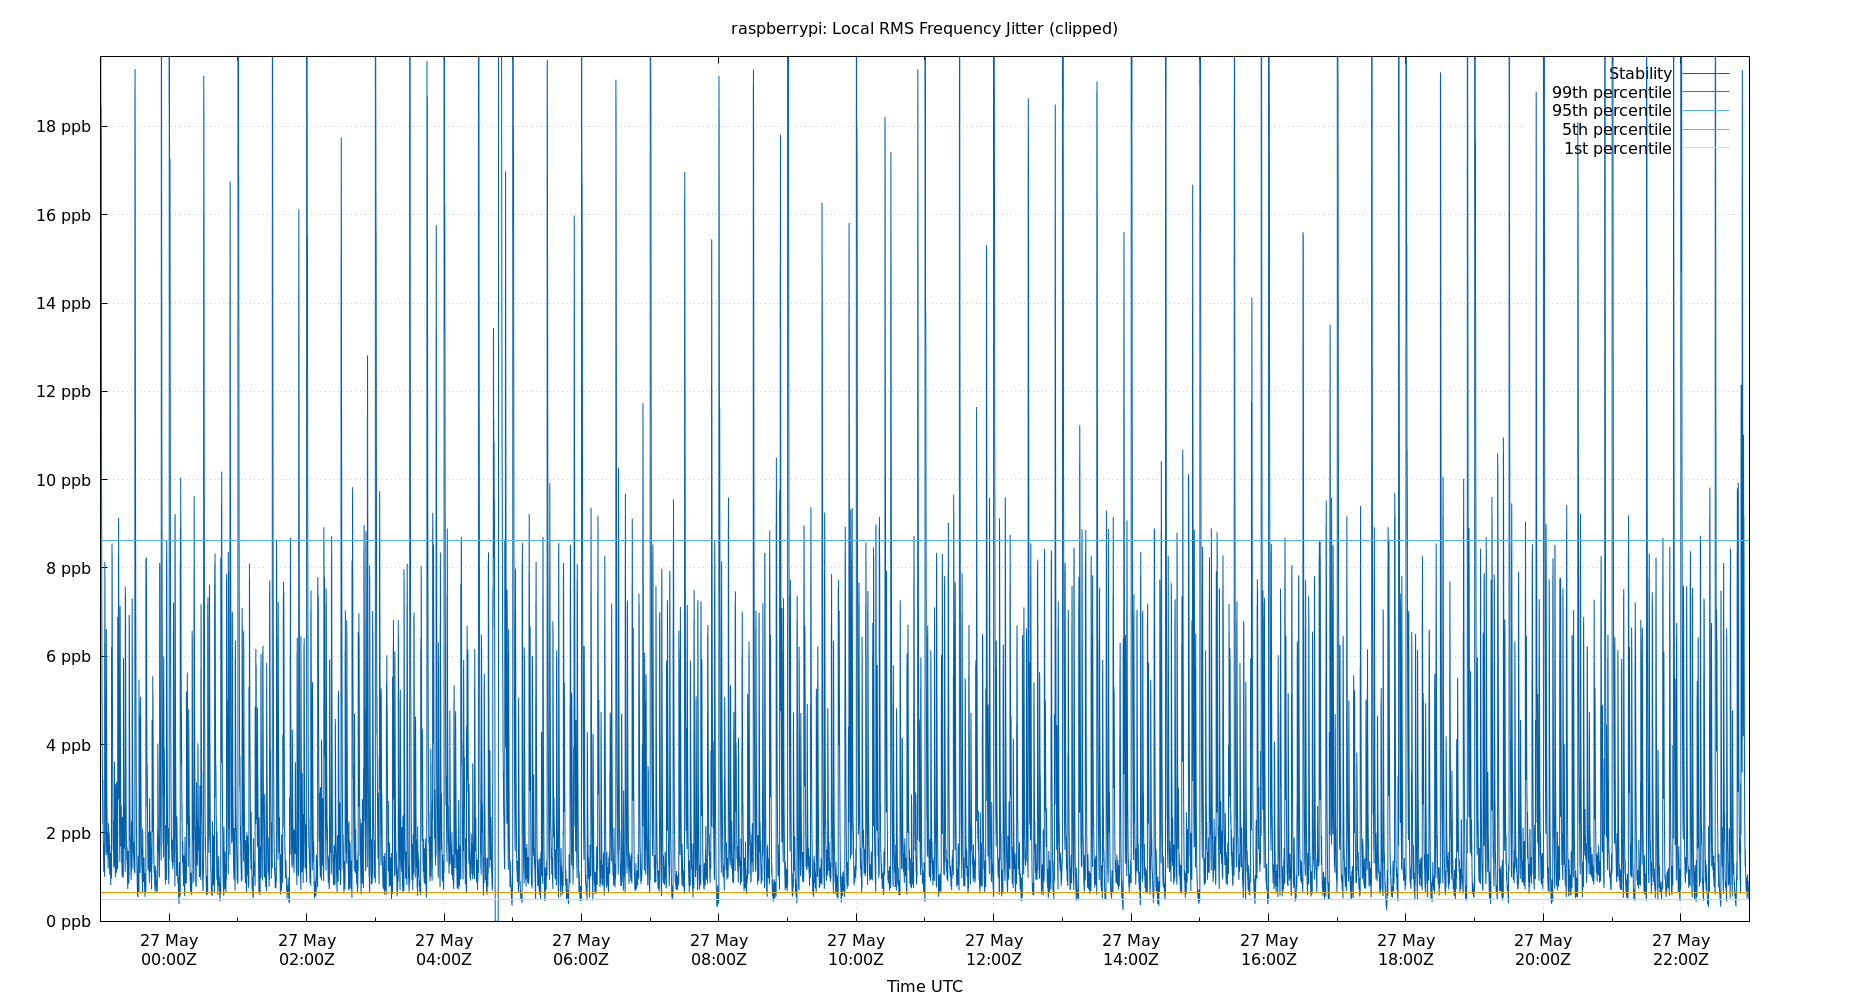 raspberrypi: Local RMS Frequency Jitter (clipped)
Stability
99th percentile
95th percentile
5th percentile
1st percentile
18 ppb
16 ppb
14 ppb
12 ppb
10 ppb
8 ppb
6 ppb
4 ppb
2 ppb
0 ppb
27 May 27 May 27 May 27 May 27 May 27 May 27 May 27 May 27 May 27 May 27 May 27 May
00:00Z 02:00Z 04:00Z 06:00Z 08:00Z 10:00Z 12:00Z 14:00Z 16:00Z 18:00Z 20:00Z 22:00Z
Time UTC